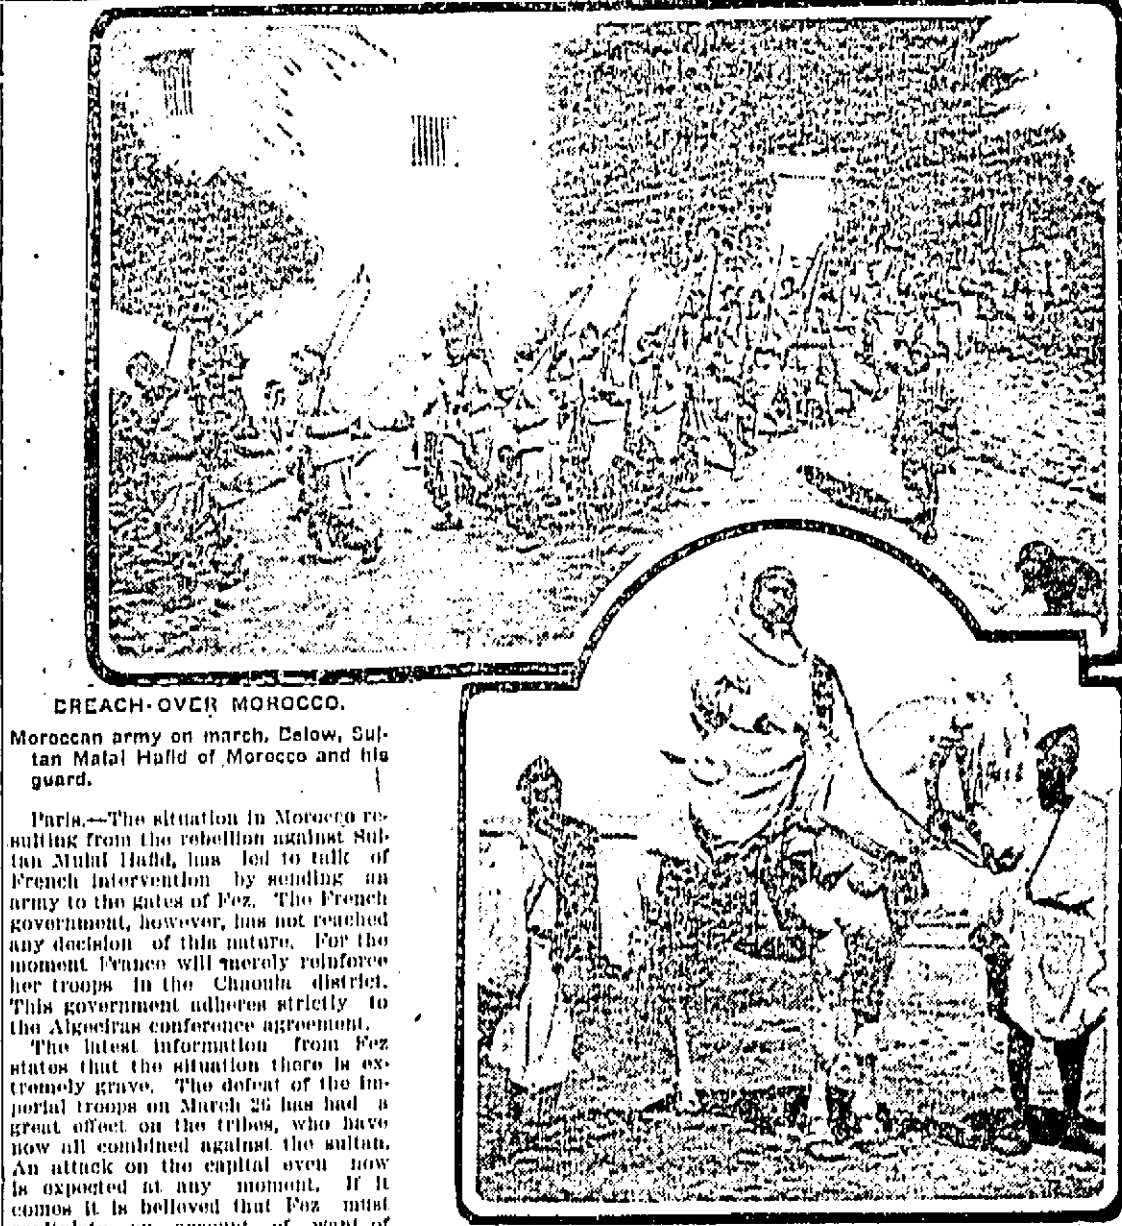 BREACH OVER MOROCCO.
Moroccan army on march. Below, Sul-
tan Malai Hafid of Morocco and his
guard.
Paris.—The situation in Morocco re-
sulting from the rebellion against Sul-
tan Mulai Hafid, has led to talk of
French intervention by sending an
army to the gates of Fez. The French
government, however, has not reached
any decision of this nature. For the
moment France will merely reinforce
her troops in the Chaouia district.
This government adheres strictly to
the Algeciras conference agreement.
The latest information from Fez
states that the situation there is ex-
tremely grave. The defeat of the im-
perial troops on March 26 has had a
great effect on the tribes, who have
now all combined against the sultan.
An attack on the capital even now
is expected at any moment. If it
comes it is believed that Fez must
on account of want of